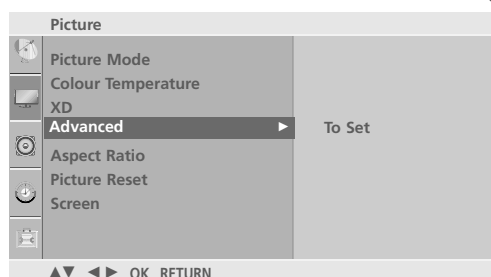 Picture
Picture Mode
Colour Temperature
XD
Advanced ► To Set
Aspect Ratio
Picture Reset
Screen
▲▼ ◄► OK RETURN